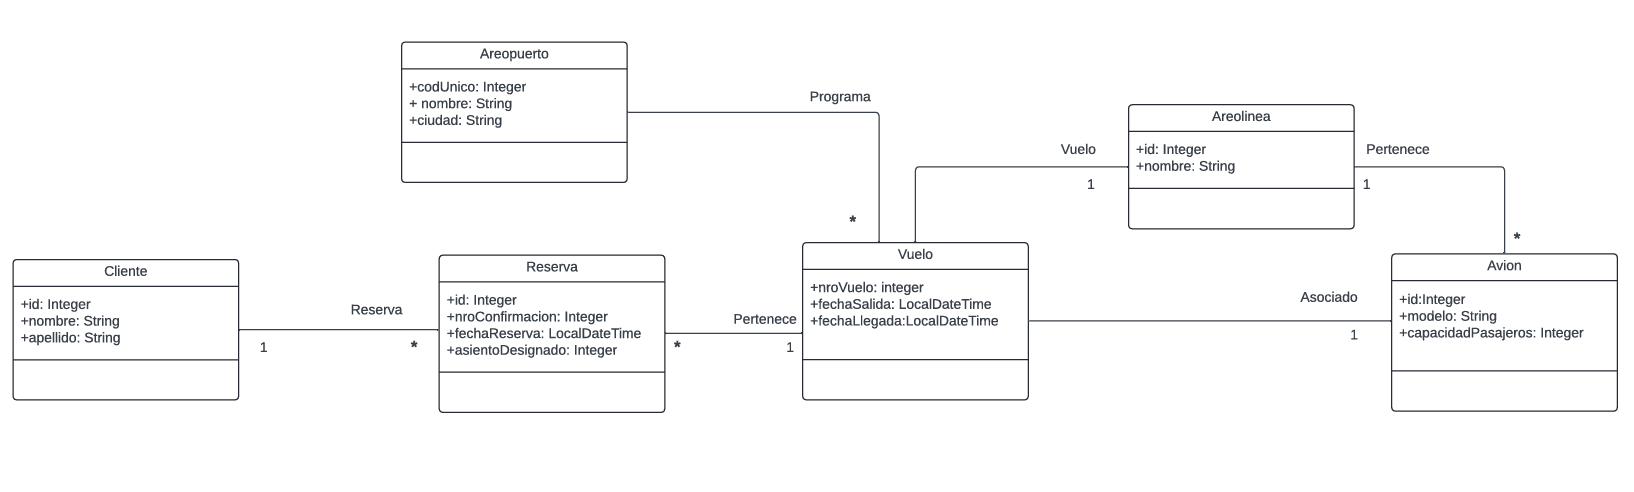 Areopuerto
+codUnico: Integer
+ nombre: String
+ciudad: String
Programa
*
Areolinea
+id: Integer
+nombre: String
Vuelo
1
Pertenece
1
*
Cliente
+id: Integer
+nombre: String
+apellido: String
Reserva
1
*
Reserva
+id: Integer
+nroConfirmacion: Integer
+fechaReserva: LocalDateTime
+asientoDesignado: Integer
Pertenece
*
1
Vuelo
+nroVuelo: integer
+fechaSalida: LocalDateTime
+fechaLlegada:LocalDateTime
Asociado
1
Avion
+id:Integer
+modelo: String
+capacidadPasajeros: Integer